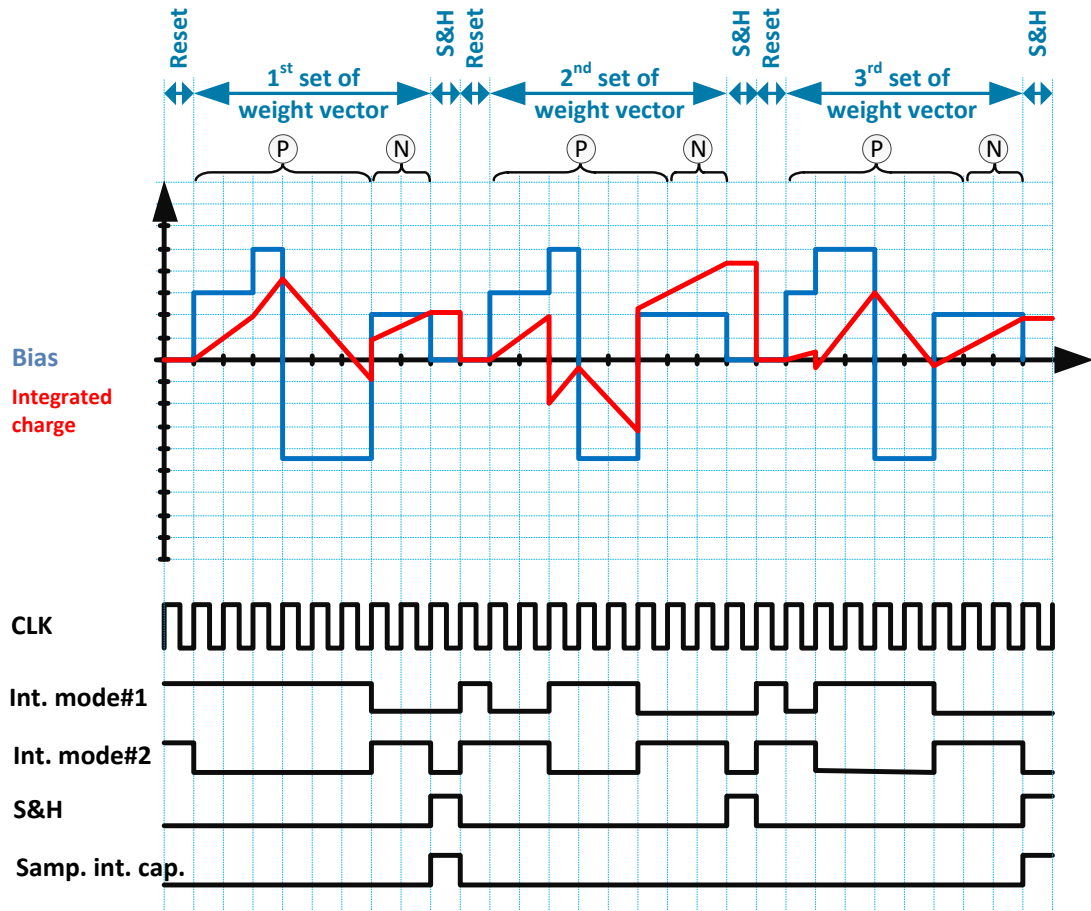 Reset
S&H
Reset
S&H
Reset
S&H
1st set of
weight vector
2nd set of
weight vector
3rd set of
weight vector
P
N
P
N
P
N
Bias
Integrated
charge
CLK
Int. mode#1
Int. mode#2
S&H
Samp. int. cap.